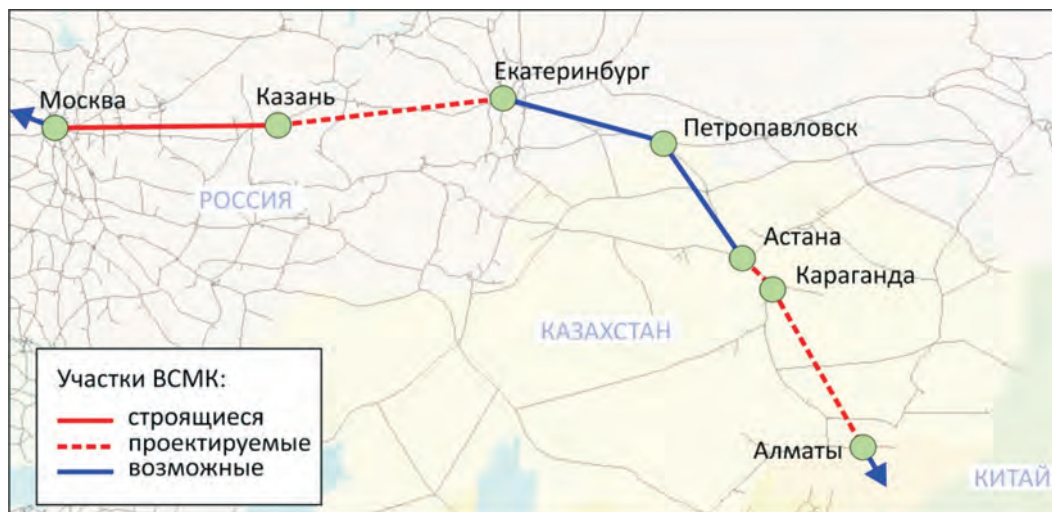 Екатеринбург
Москва
Казань
Петропавловск
РОССИЯ
Астана
Караганда
КАЗАХСТАН
Участки ВСМК:
строящиеся
проектируемые
возможные
Алматы
КИТАЙ